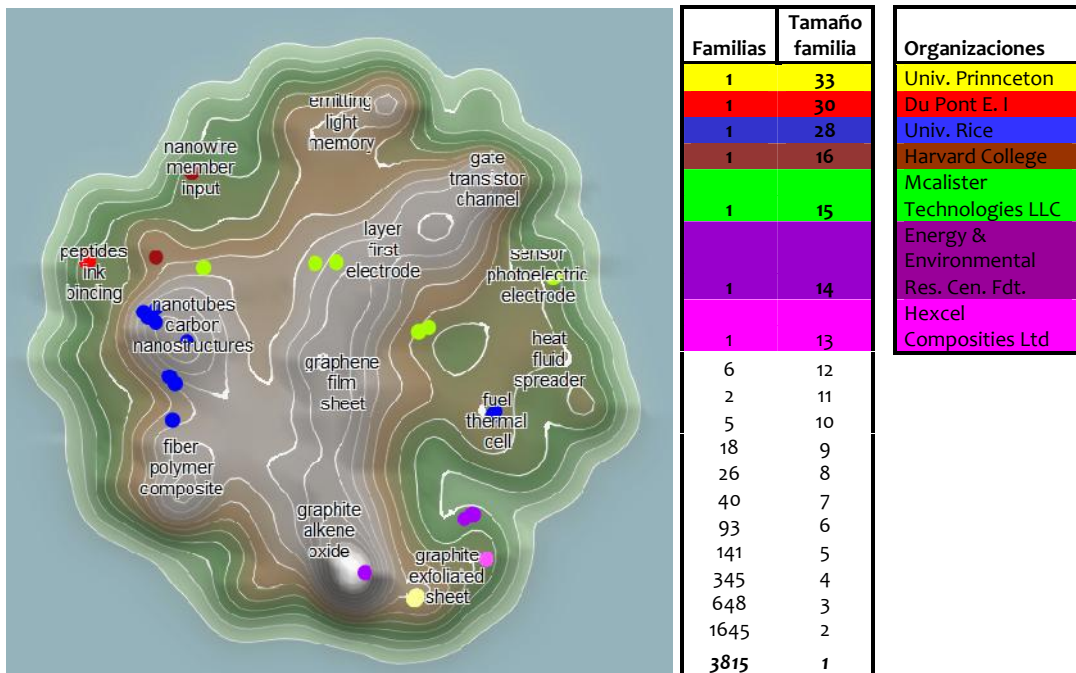 emitting
light
memory
nanowire
member
input
gate
transistor
channel
layer
first
electrode
peptides
ink
bincing
sensor
photoelectric
electrode
nanotubes
carbon
nanostructures
heat
fluid
spreader
graphene
film
sheet
fuel
thermal
cell
fiber
polymer
composite
graphite
alkene
oxide
graphite
exfoliated
sheet
Familias Tamaño familia
1 33
1 30
1 28
1 16
1 15
1 14
1 13
6 12
2 11
5 10
18 9
26 8
40 7
93 6
141 5
345 4
648 3
1645 2
3815 1
Organizaciones
Univ. Prinnceton
Du Pont E. I
Univ. Rice
Harvard College
Mcalister
Technologies LLC
Energy &
Environmental
Res. Cen. Fdt.
Hexcel
Composities Ltd